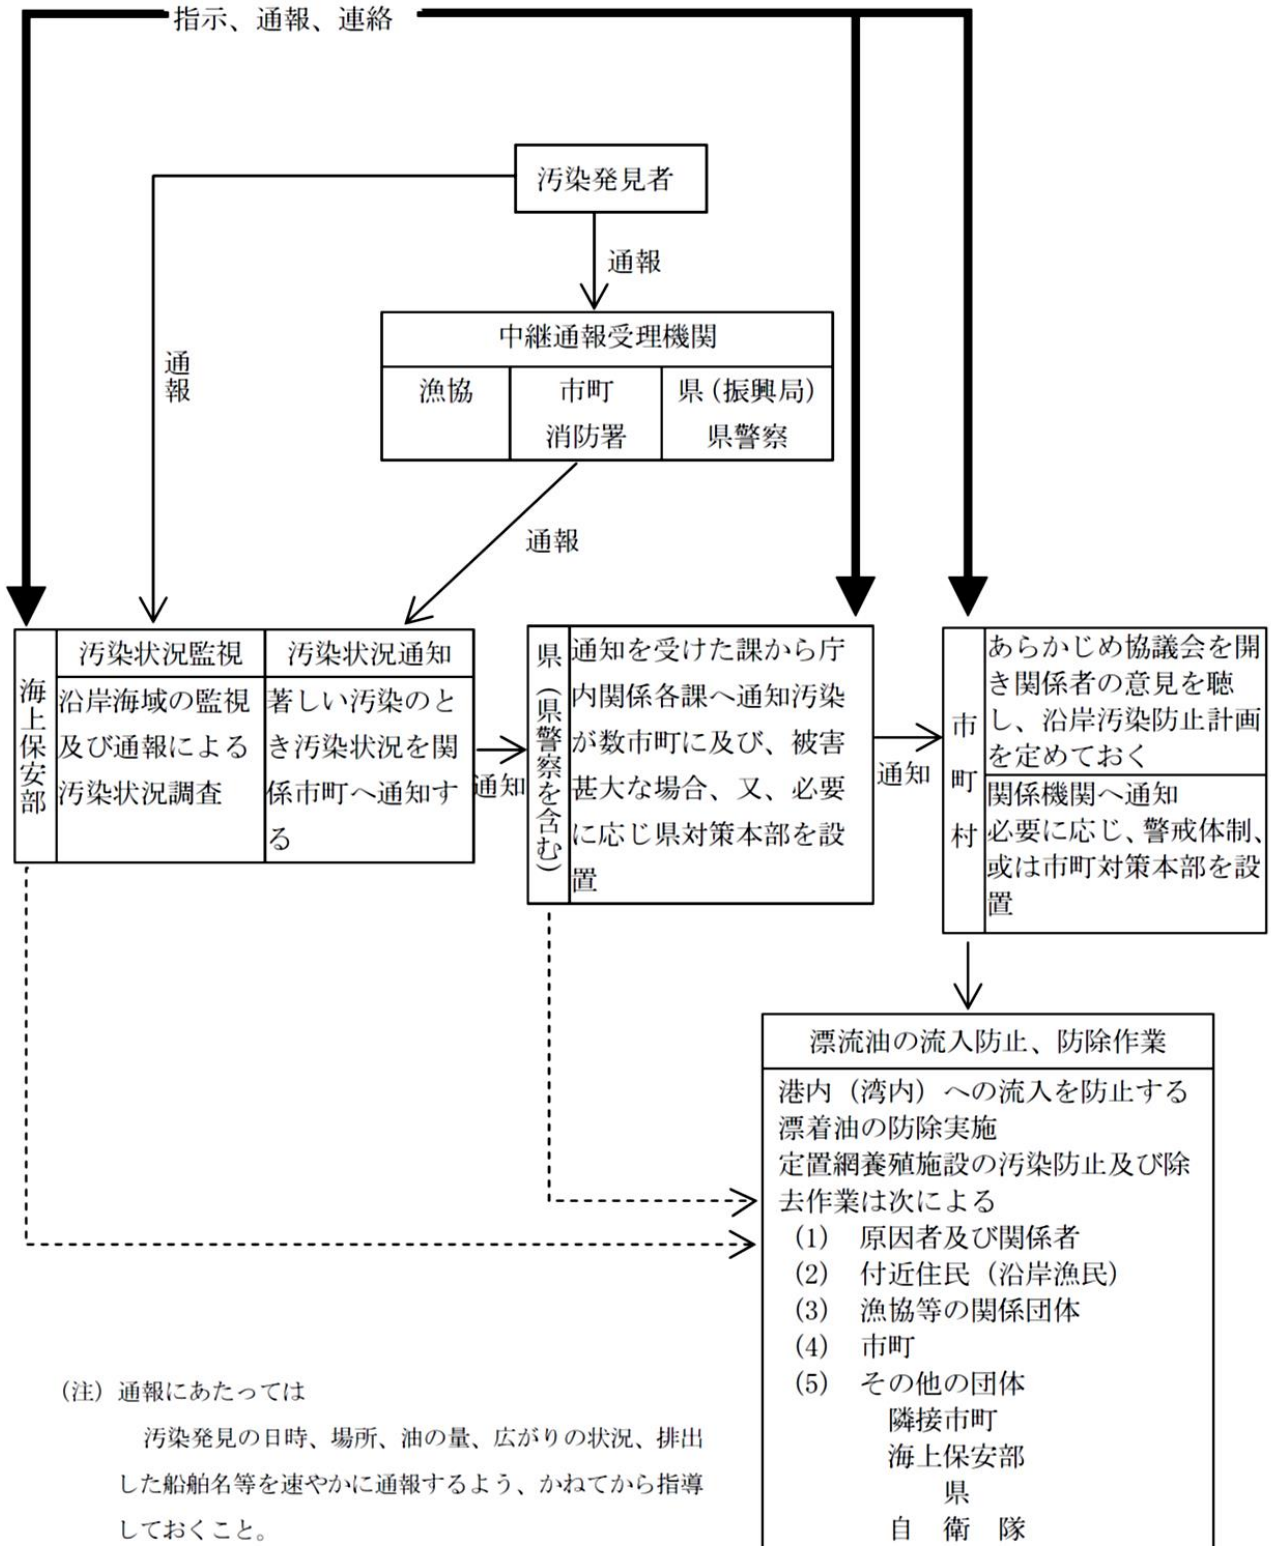 指示、通報、連絡
汚染発見者
通報
通報
中継通報受理機関
漁協
市町
消防署
県（振興局）
県警察
通報
海上保安部
汚染状況監視
沿岸海域の監視
及び通報による
汚染状況調査
汚染状況通知
著しい汚染のと
き汚染状況を関
係市町へ通知す
る
通知
県（県警察を含む）
通知を受けた課から庁
内関係各課へ通知汚染
が数市町に及び、被害
甚大な場合、又、必要
に応じ県対策本部を設
置
通知
市町村
あらかじめ協議会を開
き関係者の意見を聴
し、沿岸汚染防止計画
を定めておく
関係機関へ通知
必要に応じ、警戒体制、
或は市町対策本部を設
置
漂流油の流入防止、防除作業
港内（湾内）への流入を防止する
漂着油の防除実施
定置網養殖施設の汚染防止及び除
去作業は次による
(1) 原因者及び関係者
(2) 付近住民（沿岸漁民）
(3) 漁協等の関係団体
(4) 市町
(5) その他の団体
隣接市町
海上保安部
県
自　衛　隊
（注）通報にあたっては
汚染発見の日時、場所、油の量、広がりの状況、排出
した船舶名等を速やかに通報するよう、かねてから指導
しておくこと。